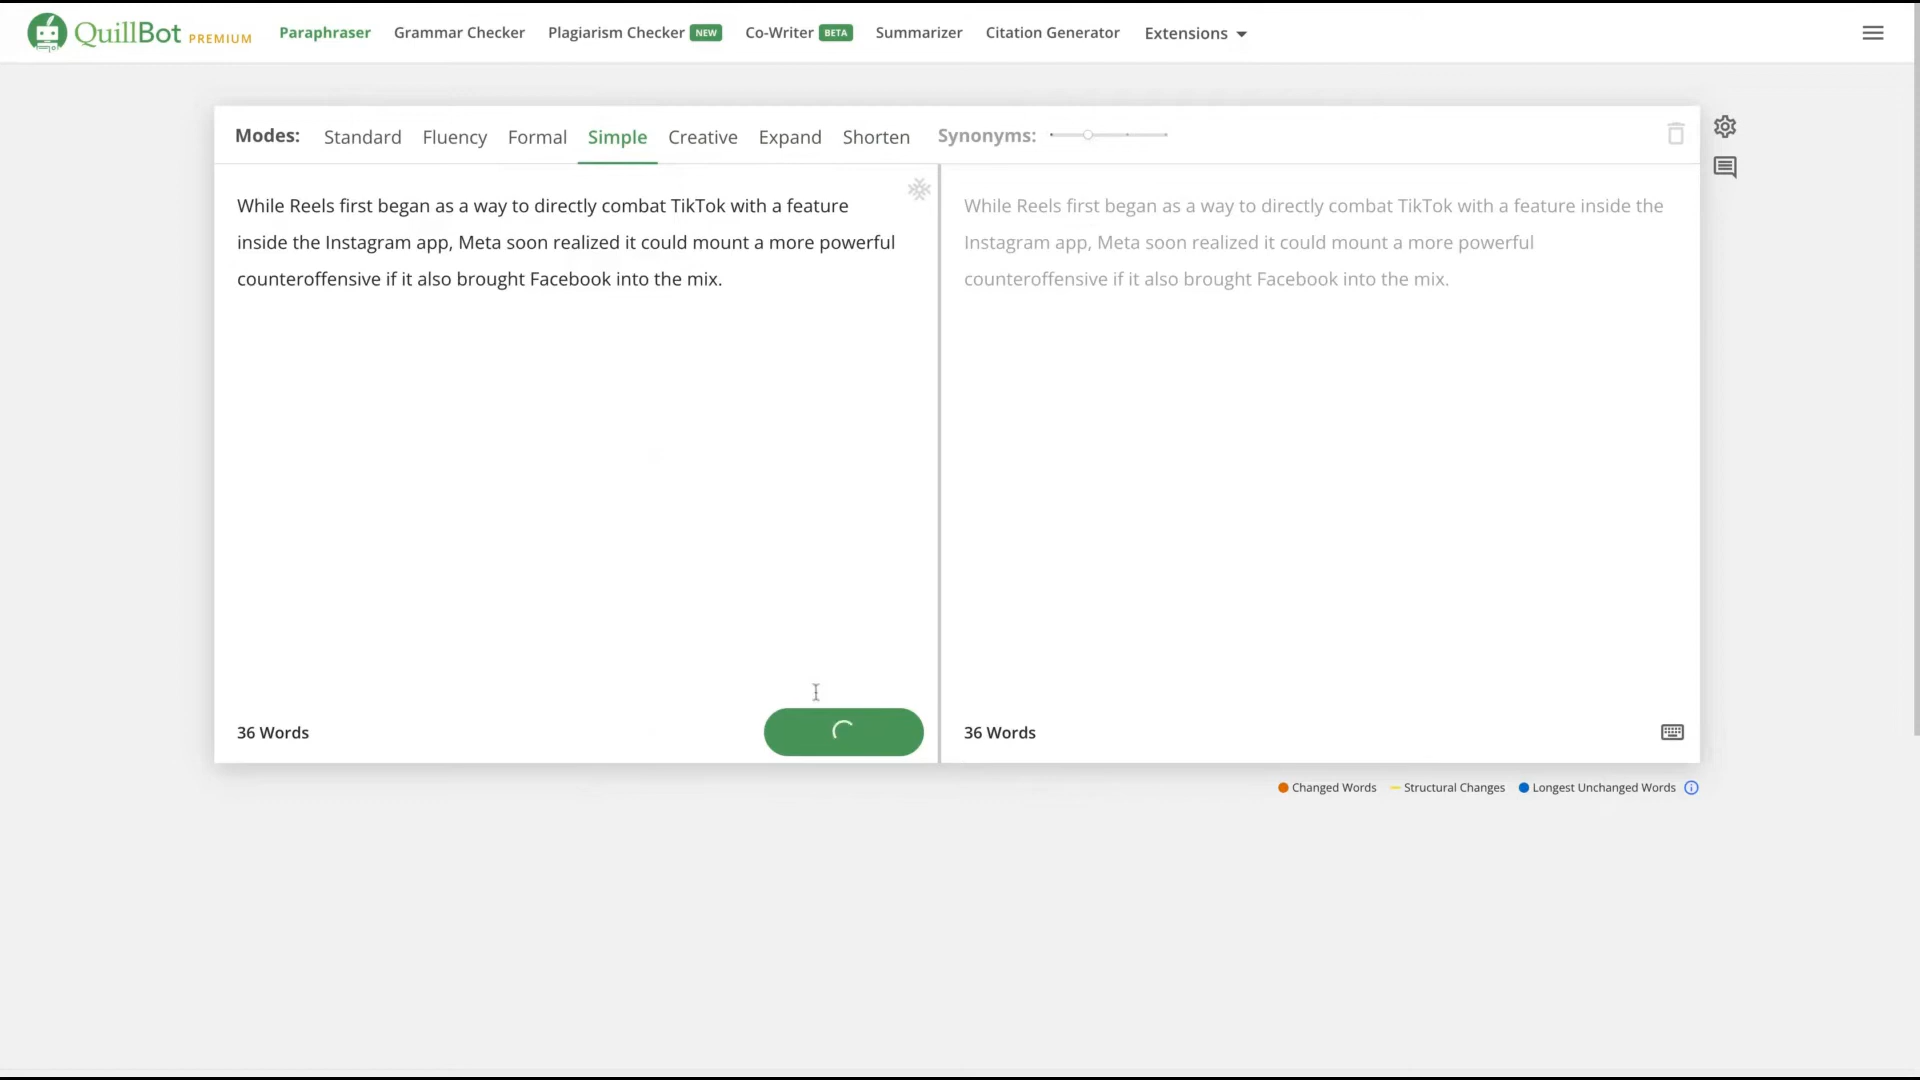 QuillBot PREMIUM Paraphraser Grammar Checker Plagiarism Checker NEW Co-Writer BETA Summarizer Citation Generator Extensions
Modes: Standard Fluency Formal Simple Creative Expand Shorten Synonyms:
While Reels first began as a way to directly combat TikTok with a feature
inside the Instagram app, Meta soon realized it could mount a more powerful
counteroffensive if it also brought Facebook into the mix.
While Reels first began as a way to directly combat TikTok with a feature inside the
Instagram app, Meta soon realized it could mount a more powerful
counteroffensive if it also brought Facebook into the mix.
36 Words
36 Words
Changed Words Structural Changes Longest Unchanged Words